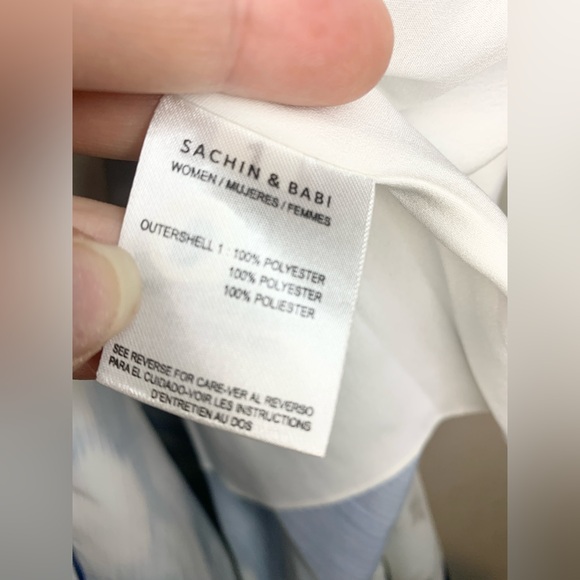 SACHIN & BABI
WOMEN / MUJERES / FEMMES
OUTERSHELL 1 : 100% POLYESTER
100% POLYESTER
100% POLIESTER
SEE REVERSE FOR CARE-VER AL REVERSO
PARA EL CUIDADO-VOIR LES INSTRUCTIONS
D'ENTRETIEN AU DOS